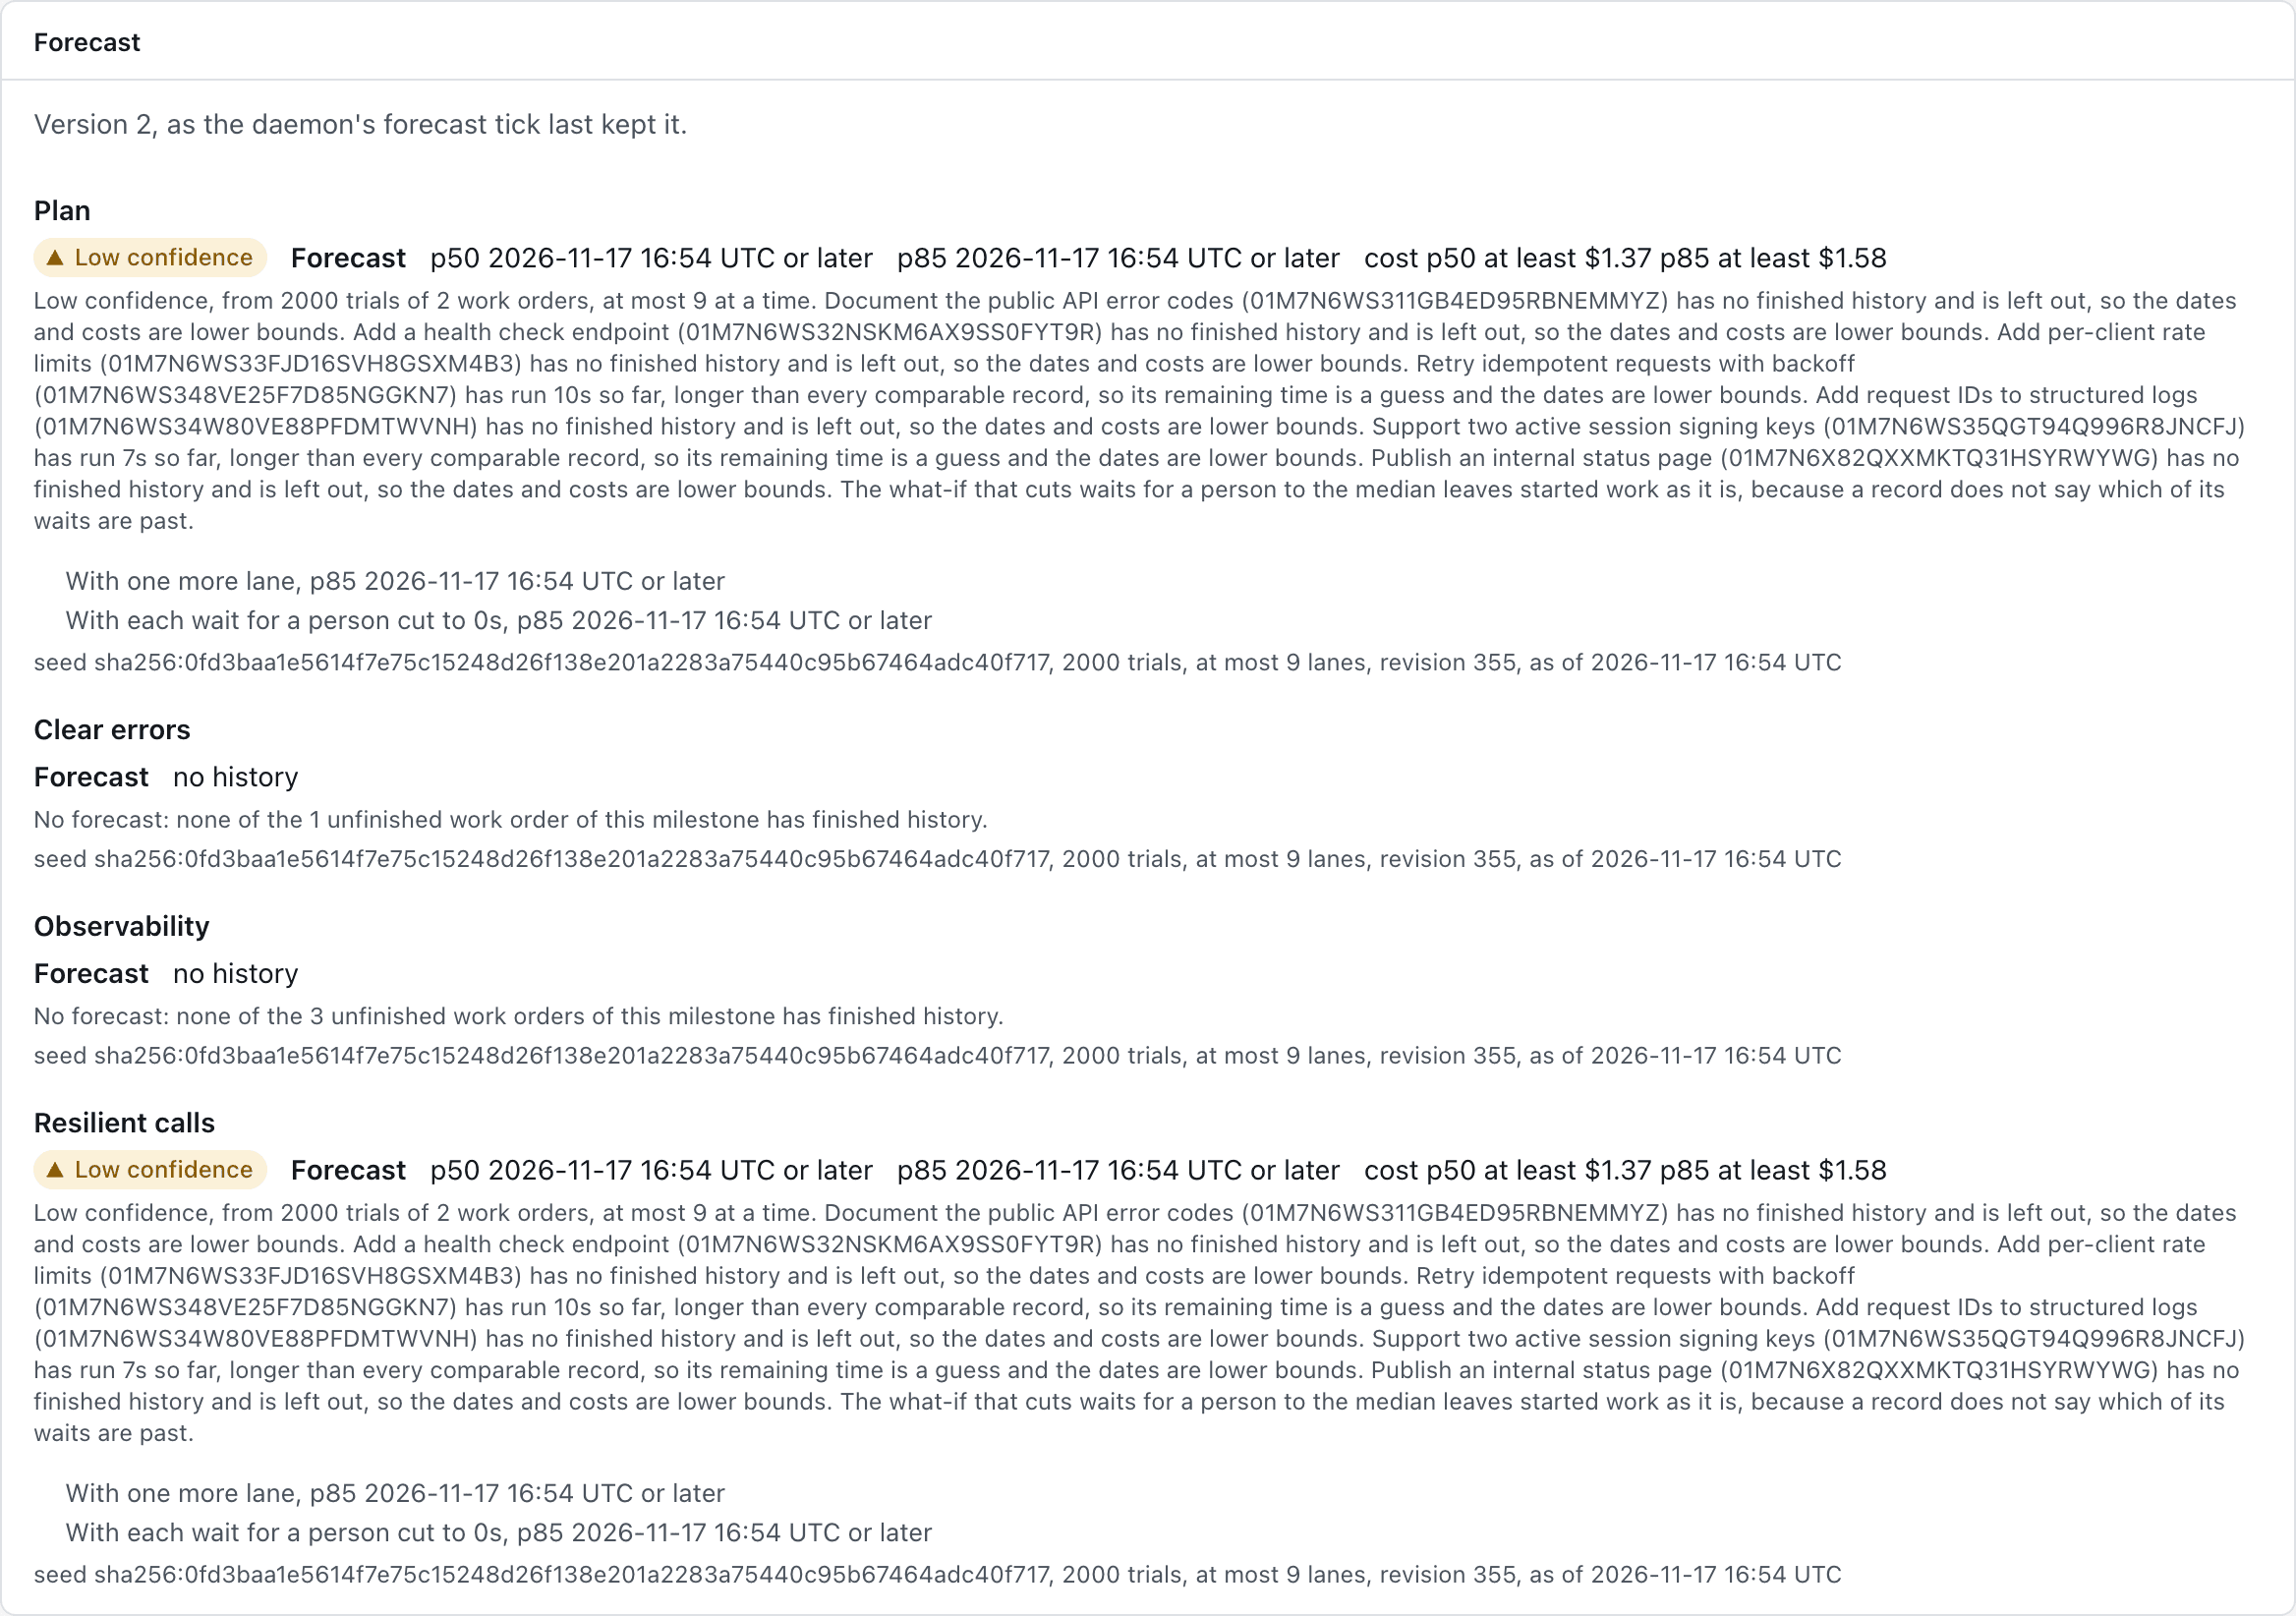 Forecast
Version 2, as the daemon's forecast tick last kept it.
Plan
▲ Low confidence Forecast p50 2026-11-17 16:54 UTC or later p85 2026-11-17 16:54 UTC or later cost p50 at least $1.37 p85 at least $1.58
Low confidence, from 2000 trials of 2 work orders, at most 9 at a time. Document the public API error codes (01M7N6WS311GB4ED95RBNEMMYZ) has no finished history and is left out, so the dates
and costs are lower bounds. Add a health check endpoint (01M7N6WS32NSKM6AX9SS0FYT9R) has no finished history and is left out, so the dates and costs are lower bounds. Add per-client rate
limits (01M7N6WS33FJD16SVH8GSXM4B3) has no finished history and is left out, so the dates and costs are lower bounds. Retry idempotent requests with backoff
(01M7N6WS348VE25F7D85NGGKN7) has run 10s so far, longer than every comparable record, so its remaining time is a guess and the dates are lower bounds. Add request IDs to structured logs
(01M7N6WS34W80VE88PFDMTWVNH) has no finished history and is left out, so the dates and costs are lower bounds. Support two active session signing keys (01M7N6WS35QGT94Q996R8JNCFJ)
has run 7s so far, longer than every comparable record, so its remaining time is a guess and the dates are lower bounds. Publish an internal status page (01M7N6X82QXXMKTQ31HSYRWYWG) has no
finished history and is left out, so the dates and costs are lower bounds. The what-if that cuts waits for a person to the median leaves started work as it is, because a record does not say which of its
waits are past.
With one more lane, p85 2026-11-17 16:54 UTC or later
With each wait for a person cut to 0s, p85 2026-11-17 16:54 UTC or later
seed sha256:0fd3baa1e5614f7e75c15248d26f138e201a2283a75440c95b67464adc40f717, 2000 trials, at most 9 lanes, revision 355, as of 2026-11-17 16:54 UTC
Clear errors
Forecast no history
No forecast: none of the 1 unfinished work order of this milestone has finished history.
seed sha256:0fd3baa1e5614f7e75c15248d26f138e201a2283a75440c95b67464adc40f717, 2000 trials, at most 9 lanes, revision 355, as of 2026-11-17 16:54 UTC
Observability
Forecast no history
No forecast: none of the 3 unfinished work orders of this milestone has finished history.
seed sha256:0fd3baa1e5614f7e75c15248d26f138e201a2283a75440c95b67464adc40f717, 2000 trials, at most 9 lanes, revision 355, as of 2026-11-17 16:54 UTC
Resilient calls
▲ Low confidence Forecast p50 2026-11-17 16:54 UTC or later p85 2026-11-17 16:54 UTC or later cost p50 at least $1.37 p85 at least $1.58
Low confidence, from 2000 trials of 2 work orders, at most 9 at a time. Document the public API error codes (01M7N6WS311GB4ED95RBNEMMYZ) has no finished history and is left out, so the dates
and costs are lower bounds. Add a health check endpoint (01M7N6WS32NSKM6AX9SS0FYT9R) has no finished history and is left out, so the dates and costs are lower bounds. Add per-client rate
limits (01M7N6WS33FJD16SVH8GSXM4B3) has no finished history and is left out, so the dates and costs are lower bounds. Retry idempotent requests with backoff
(01M7N6WS348VE25F7D85NGGKN7) has run 10s so far, longer than every comparable record, so its remaining time is a guess and the dates are lower bounds. Add request IDs to structured logs
(01M7N6WS34W80VE88PFDMTWVNH) has no finished history and is left out, so the dates and costs are lower bounds. Support two active session signing keys (01M7N6WS35QGT94Q996R8JNCFJ)
has run 7s so far, longer than every comparable record, so its remaining time is a guess and the dates are lower bounds. Publish an internal status page (01M7N6X82QXXMKTQ31HSYRWYWG) has no
finished history and is left out, so the dates and costs are lower bounds. The what-if that cuts waits for a person to the median leaves started work as it is, because a record does not say which of its
waits are past.
With one more lane, p85 2026-11-17 16:54 UTC or later
With each wait for a person cut to 0s, p85 2026-11-17 16:54 UTC or later
seed sha256:0fd3baa1e5614f7e75c15248d26f138e201a2283a75440c95b67464adc40f717, 2000 trials, at most 9 lanes, revision 355, as of 2026-11-17 16:54 UTC